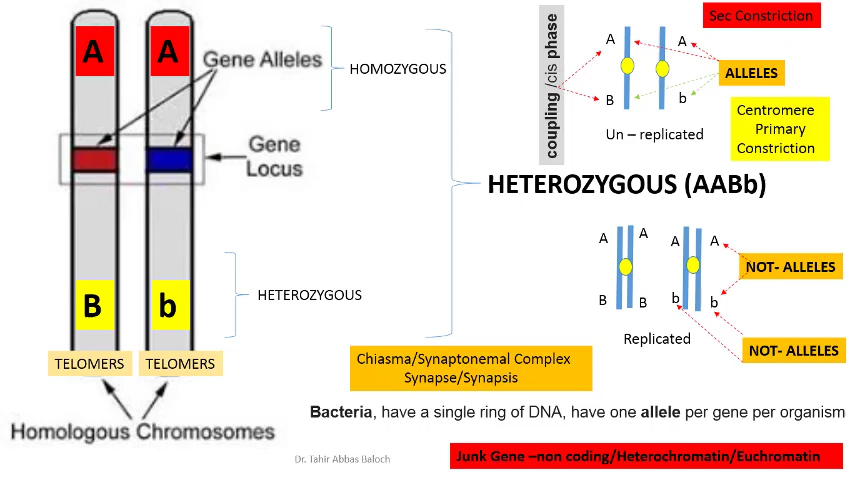 A
A
Gene Alleles
HOMOZYGOUS
Gene
Locus
B
b
HETEROZYGOUS
TELOMERS
TELOMERS
Homologous Chromosomes
coupling /cis phase
A
A
B
b
Un – replicated
Sec Constriction
ALLELES
Centromere
Primary
Constriction
HETEROZYGOUS (AABb)
A
A
A
A
B
B
b
b
Replicated
NOT- ALLELES
NOT- ALLELES
Chiasma/Synaptonemal Complex
Synapse/Synapsis
Bacteria, have a single ring of DNA, have one allele per gene per organism
Dr. Tahir Abbas Baloch
Junk Gene –non coding/Heterochromatin/Euchromatin